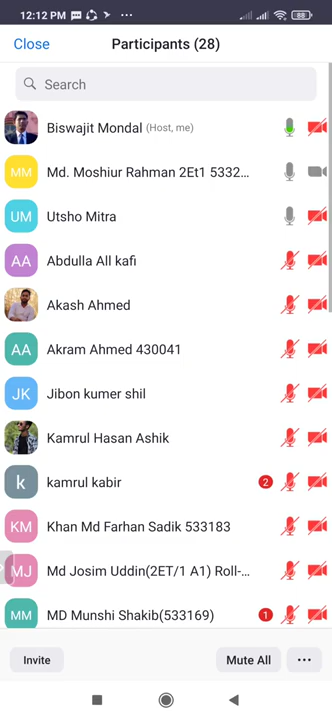 12:12 PM
88
Close
Participants (28)
Search
Biswajit Mondal (Host, me)
MM Md. Moshiur Rahman 2Et1 5332...
UM Utsho Mitra
AA Abdulla All kafi
Akash Ahmed
AA Akram Ahmed 430041
JK Jibon kumer shil
Kamrul Hasan Ashik
k kamrul kabir 2
KM Khan Md Farhan Sadik 533183
MJ Md Josim Uddin(2ET/1 A1) Roll-...
MM MD Munshi Shakib(533169) 1
Invite
Mute All